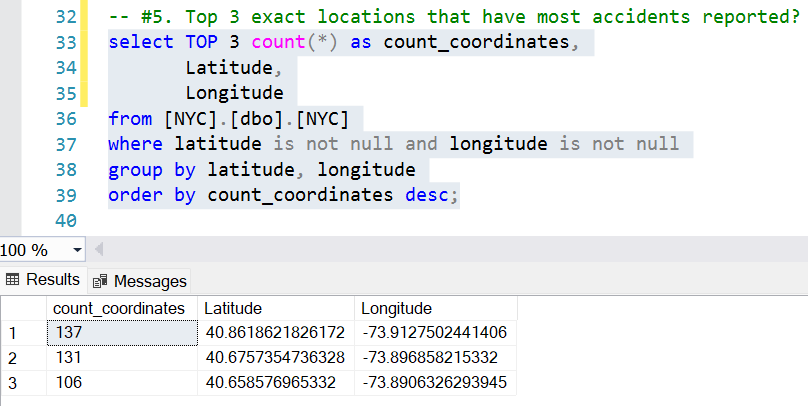 32 -- #5. Top 3 exact locations that have most accidents reported?
33 select TOP 3 count(*) as count_coordinates,
34 Latitude,
35 Longitude
36 from [NYC].[dbo].[NYC]
37 where latitude is not null and longitude is not null
38 group by latitude, longitude
39 order by count_coordinates desc;
40
100 %
Results Messages
count_coordinates Latitude Longitude
1 137 40.8618621826172 -73.9127502441406
2 131 40.6757354736328 -73.896858215332
3 106 40.658576965332 -73.8906326293945